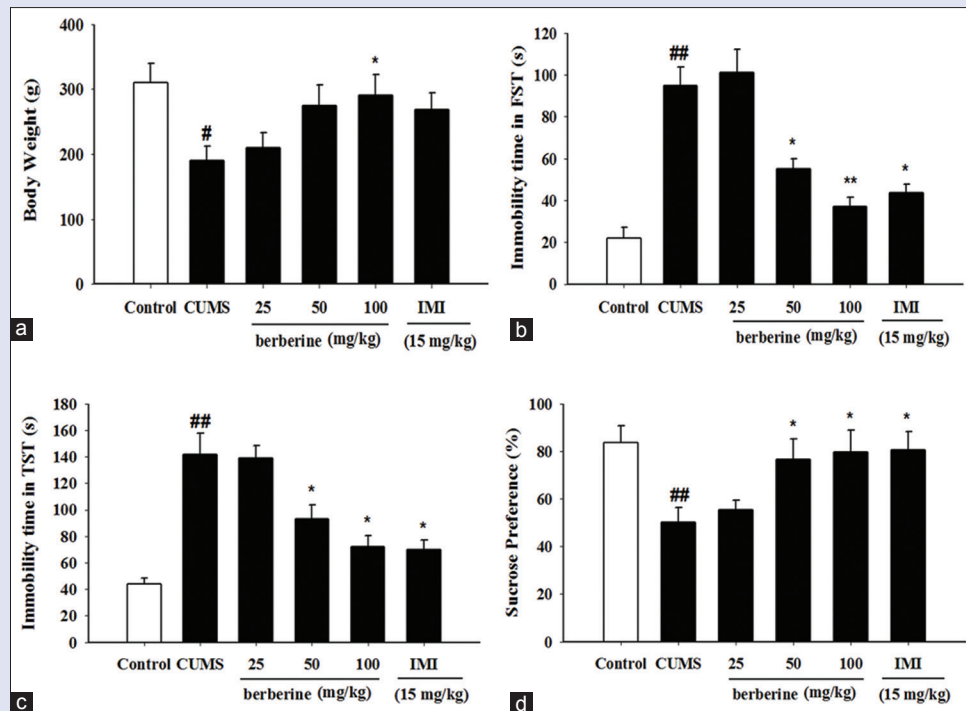 Body Weight (g)
400
300
200
100
0
#
*
Control CUMS 25 50 100 IMI
berberine (mg/kg) (15 mg/kg)
a
Immobility time in FST (s)
120
100
80
60
40
20
0
##
*
**
*
Control CUMS 25 50 100 IMI
berberine (mg/kg) (15 mg/kg)
b
Immobility time in TST (s)
180
160
140
120
100
80
60
40
20
0
##
*
*
*
Control CUMS 25 50 100 IMI
berberine (mg/kg) (15 mg/kg)
c
Sucrose Preference (%)
100
80
60
40
20
0
##
*
*
*
Control CUMS 25 50 100 IMI
berberine (mg/kg) (15 mg/kg)
d